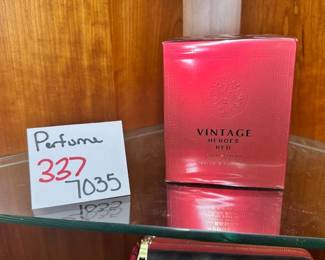 Perfume
337
7035
VINTAGE
HEROES
RED